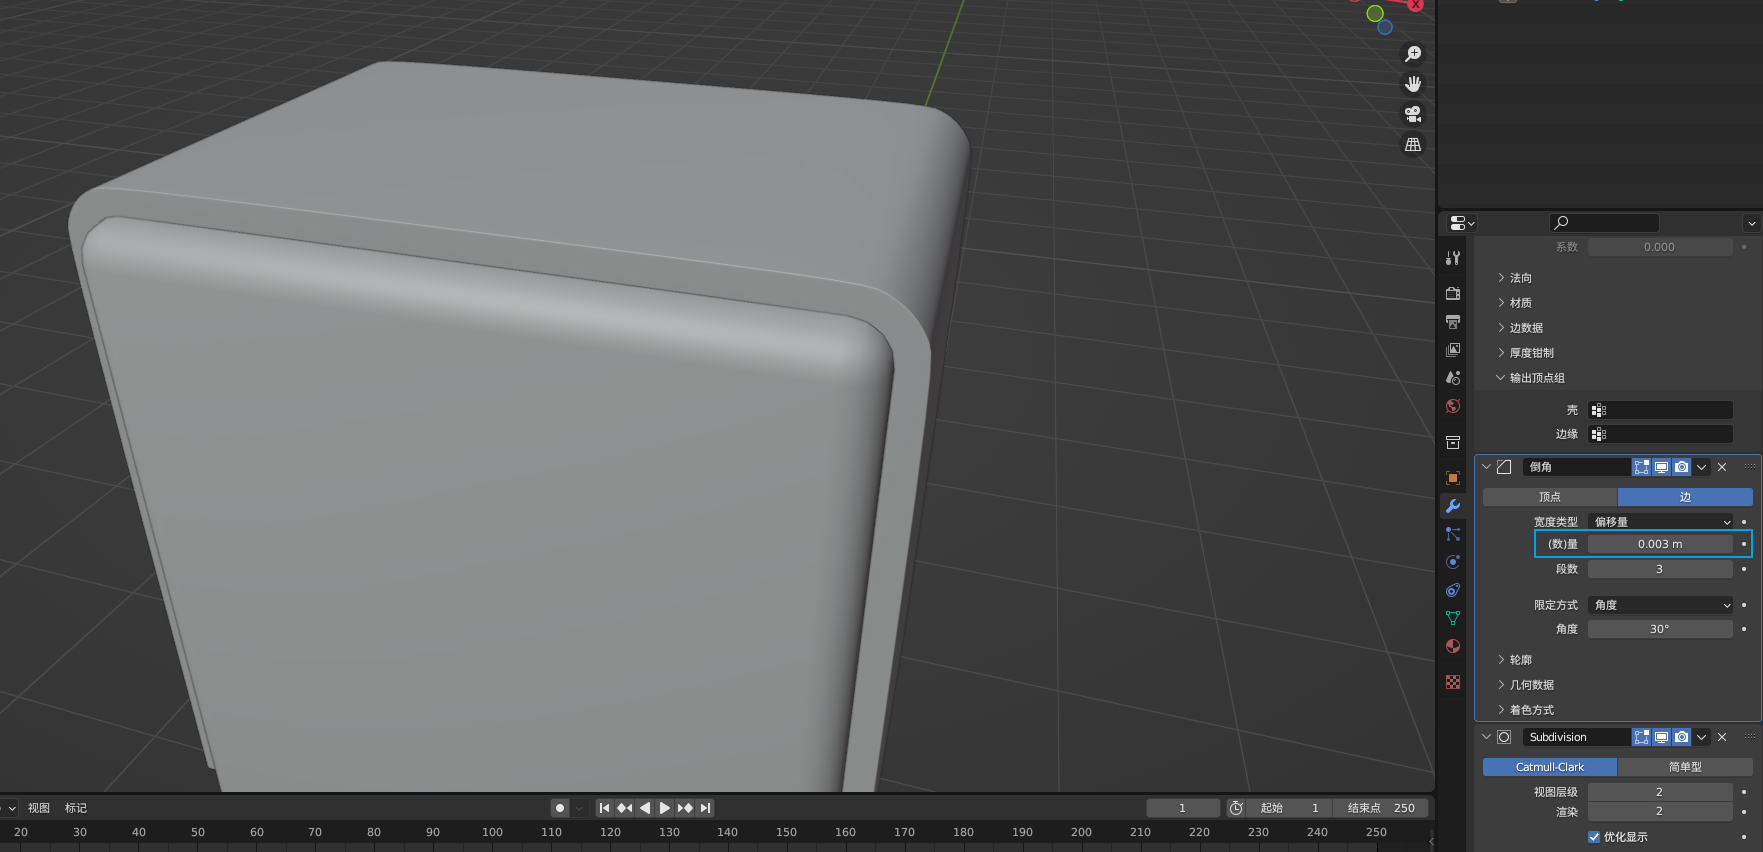 X
系数 0.000
法向
材质
边数据
厚度钳制
输出顶点组
壳
边缘
倒角
顶点 边
宽度类型 偏移量
(数)量 0.003 m
段数 3
限定方式 角度
角度 30°
轮廓
几何数据
着色方式
Subdivision
Catmull-Clark 简单型
视图层级 2
渲染 2
优化显示
视图 标记
1 起始 1 结束点 250
20 30 40 50 60 70 80 90 100 110 120 130 140 150 160 170 180 190 200 210 220 230 240 250